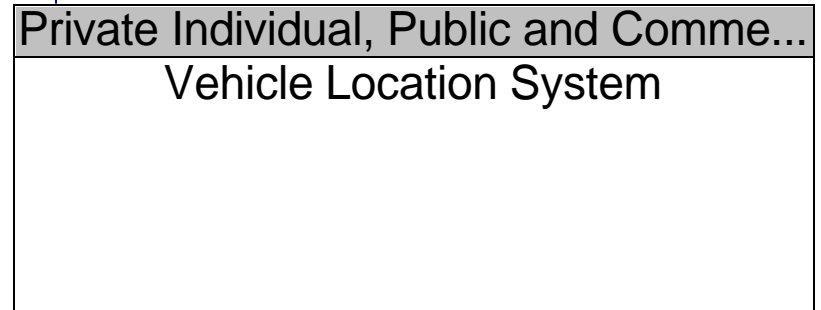 Private Individual, Public and Comme...
Vehicle Location System